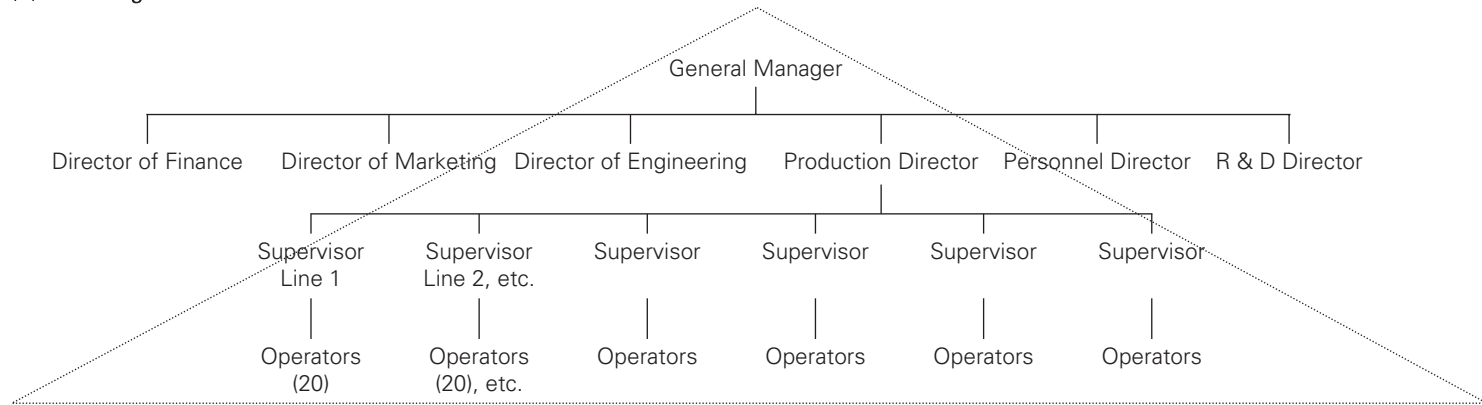 General Manager
Director of Finance
Director of Marketing
Director of Engineering
Production Director
Personnel Director
R & D Director
Supervisor
Line 1
Supervisor
Line 2, etc.
Supervisor
Supervisor
Supervisor
Supervisor
Operators
(20)
Operators
(20), etc.
Operators
Operators
Operators
Operators